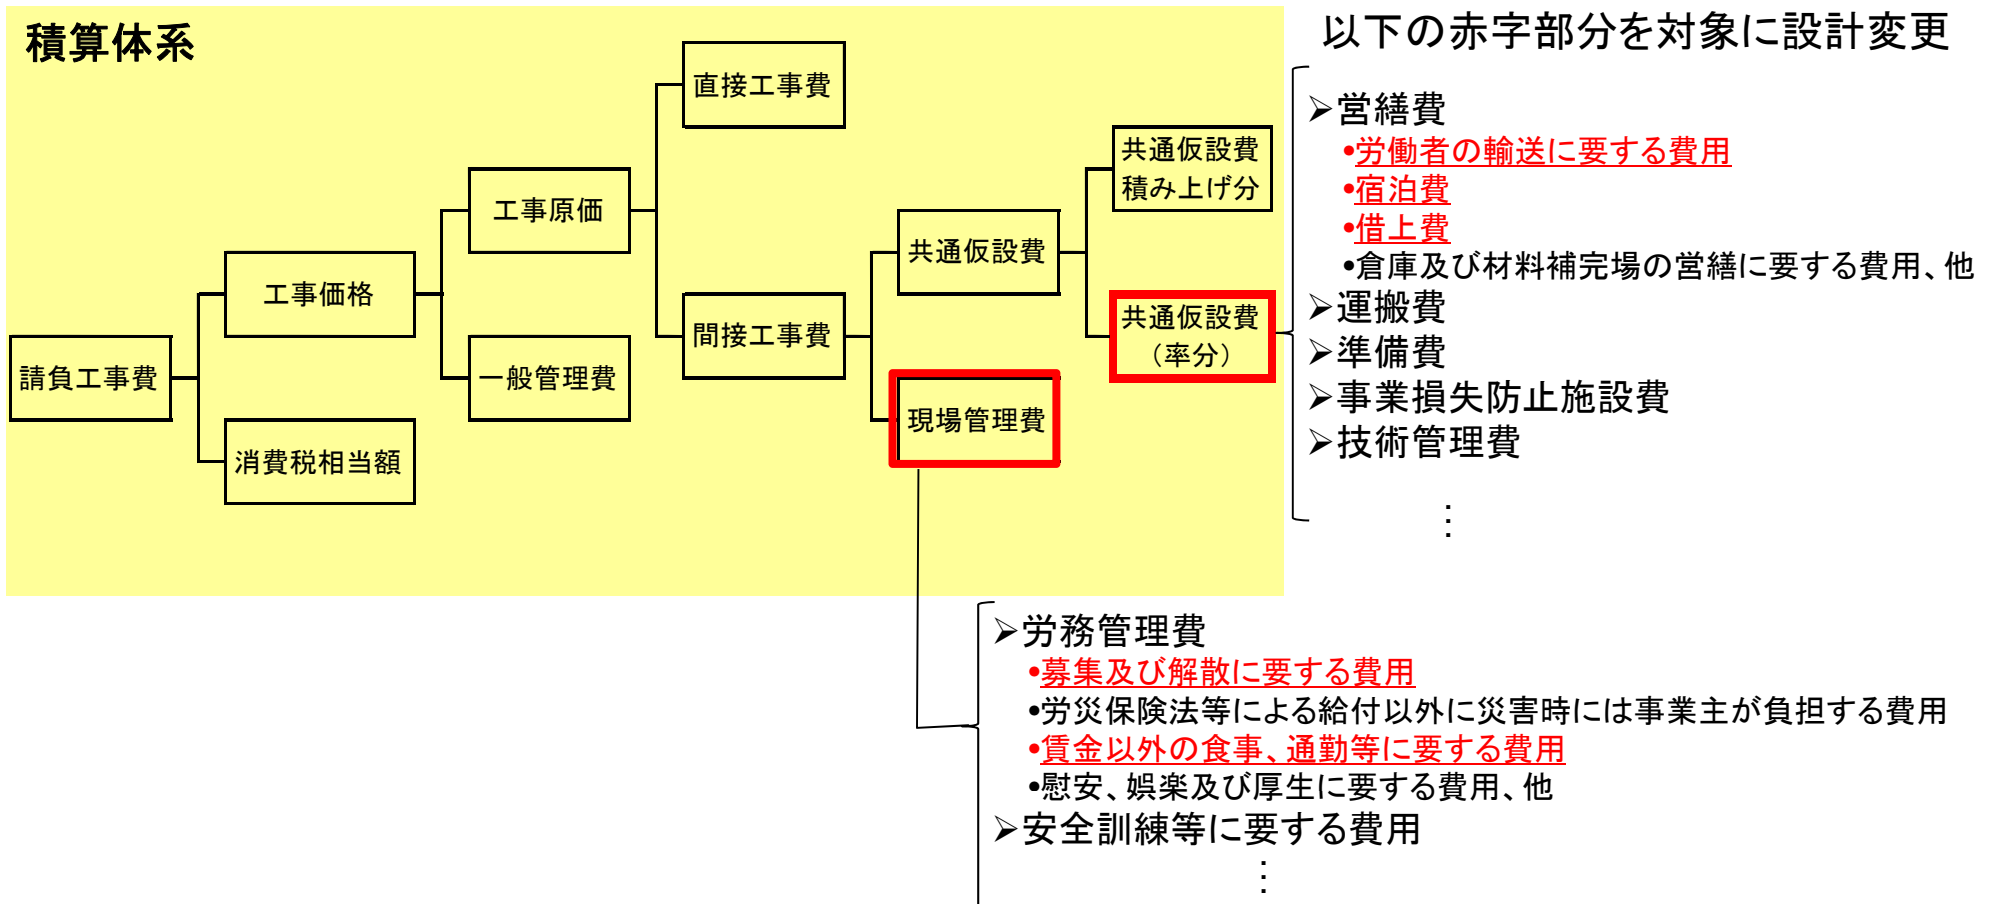 積算体系
以下の赤字部分を対象に設計変更
直接工事費
共通仮設費
積み上げ分
工事原価
共通仮設費
工事価格
間接工事費
共通仮設費
（率分）
請負工事費
一般管理費
現場管理費
消費税相当額
➢営繕費
•労働者の輸送に要する費用
•宿泊費
•借上費
•倉庫及び材料補完場の営繕に要する費用、他
➢運搬費
➢準備費
➢事業損失防止施設費
➢技術管理費
⋮
➢労務管理費
•募集及び解散に要する費用
•労災保険法等による給付以外に災害時には事業主が負担する費用
•賃金以外の食事、通勤等に要する費用
•慰安、娯楽及び厚生に要する費用、他
➢安全訓練等に要する費用
⋮